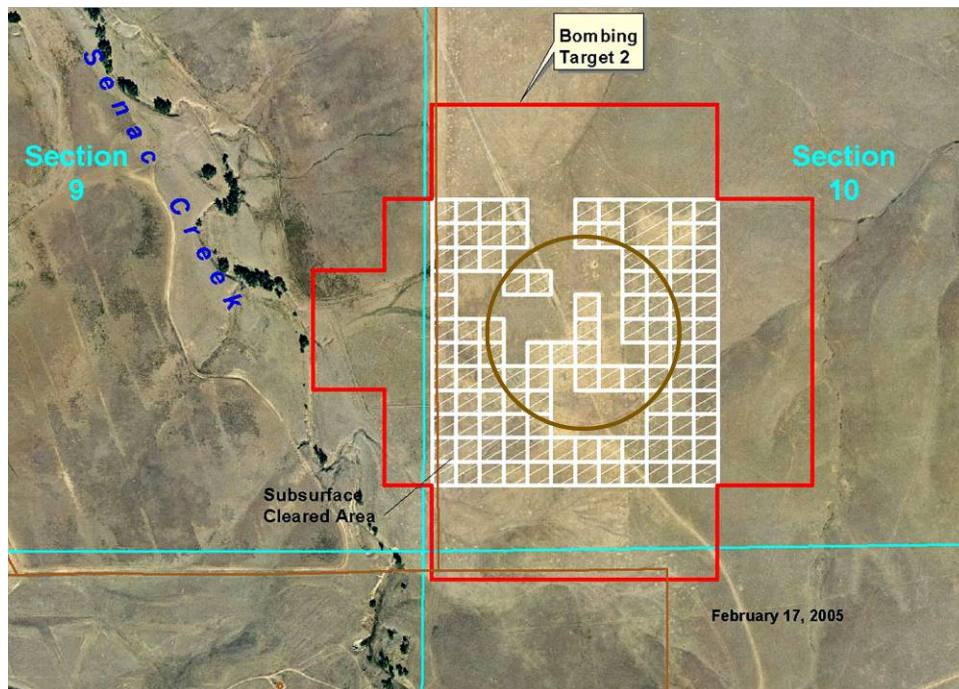 Bombing
Target 2
Senac Creek
Section
9
Section
10
Subsurface
Cleared Area
February 17, 2005